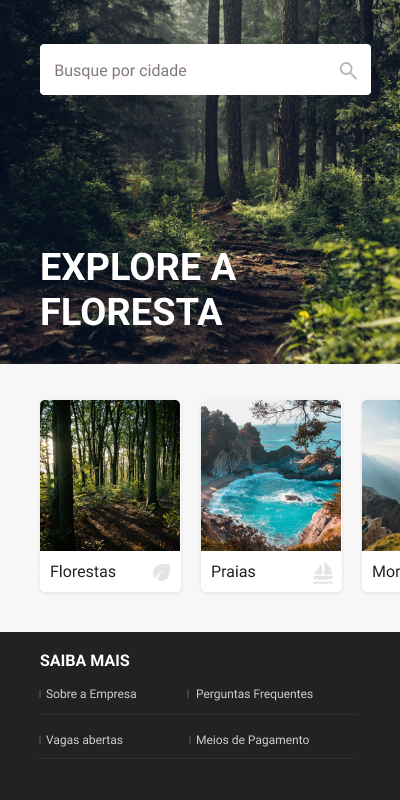 Busque por cidade
EXPLORE A
FLORESTA
Florestas
Praias
Mon
SAIBA MAIS
Sobre a Empresa
Perguntas Frequentes
Vagas abertas
Meios de Pagamento